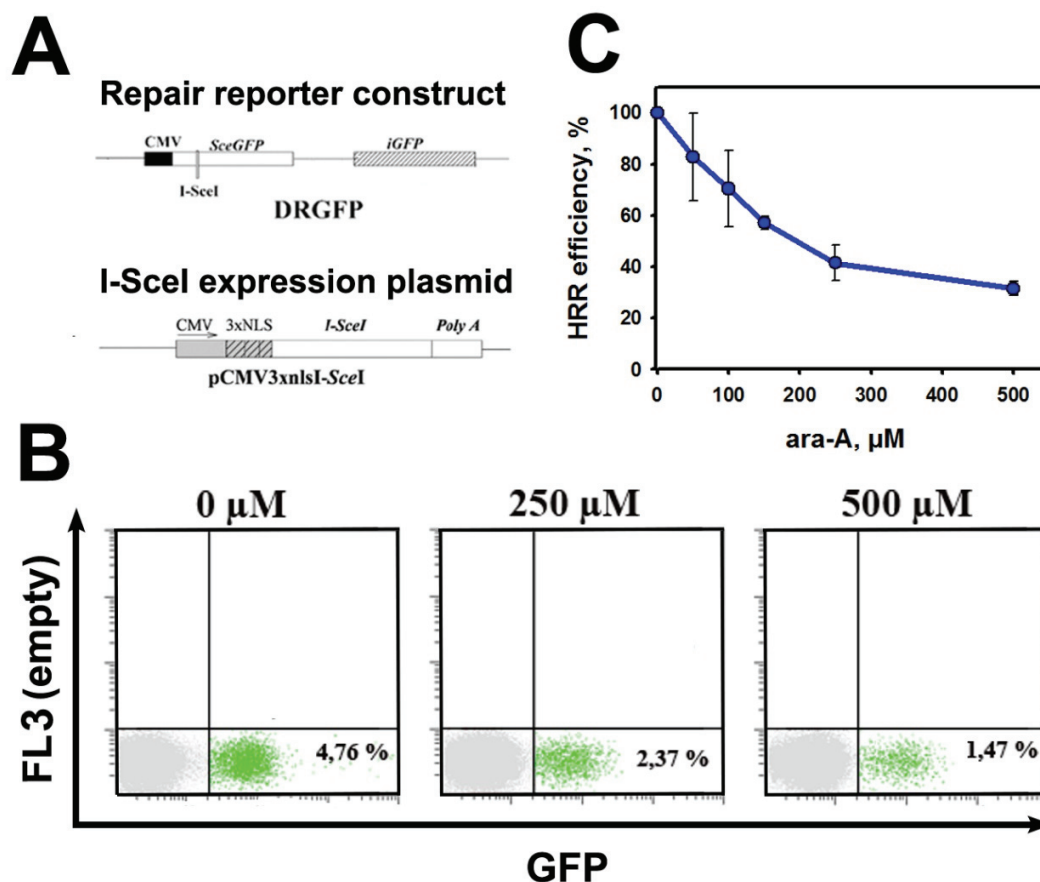 A
Repair reporter construct
CMV SceGFP iGFP
I-SceI
DRGFP
I-SceI expression plasmid
CMV 3xNLS I-SceI Poly A
pCMV3xnlsI-SceI
C
HRR efficiency, %
100
80
60
40
20
0
0 100 200 300 400 500
ara-A, µM
B
0 µM 250 µM 500 µM
FL3 (empty)
4,76 % 2,37 % 1,47 %
GFP